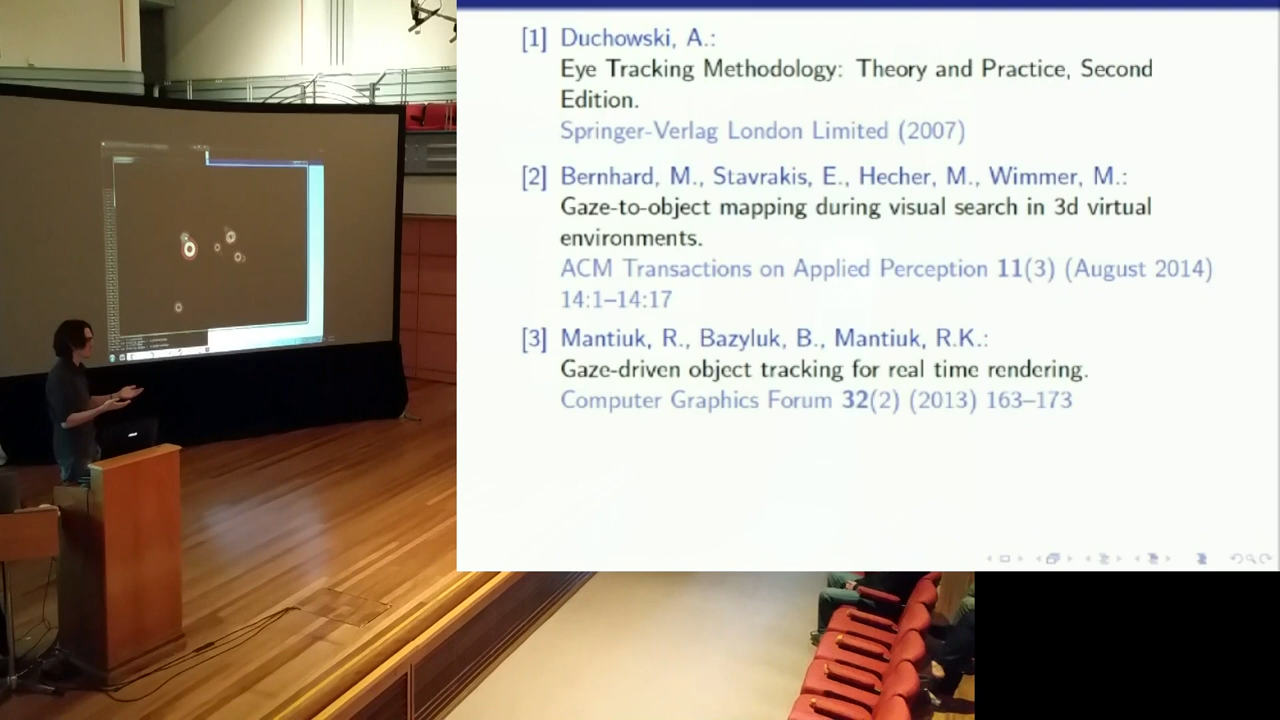 [1] Duchowski, A.:
Eye Tracking Methodology: Theory and Practice, Second
Edition.
Springer-Verlag London Limited (2007)
[2] Bernhard, M., Stavrakis, E., Hecher, M., Wimmer, M.:
Gaze-to-object mapping during visual search in 3d virtual
environments.
ACM Transactions on Applied Perception 11(3) (August 2014)
14:1–14:17
[3] Mantiuk, R., Bazyluk, B., Mantiuk, R.K.:
Gaze-driven object tracking for real time rendering.
Computer Graphics Forum 32(2) (2013) 163–173